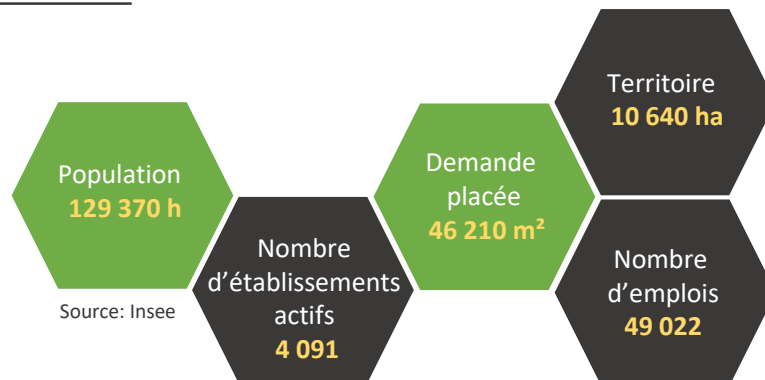 Population
129 370 h
Source: Insee
Nombre
d'établissements
actifs
4 091
Demande
placée
46 210 m²
Territoire
10 640 ha
Nombre
d'emplois
49 022